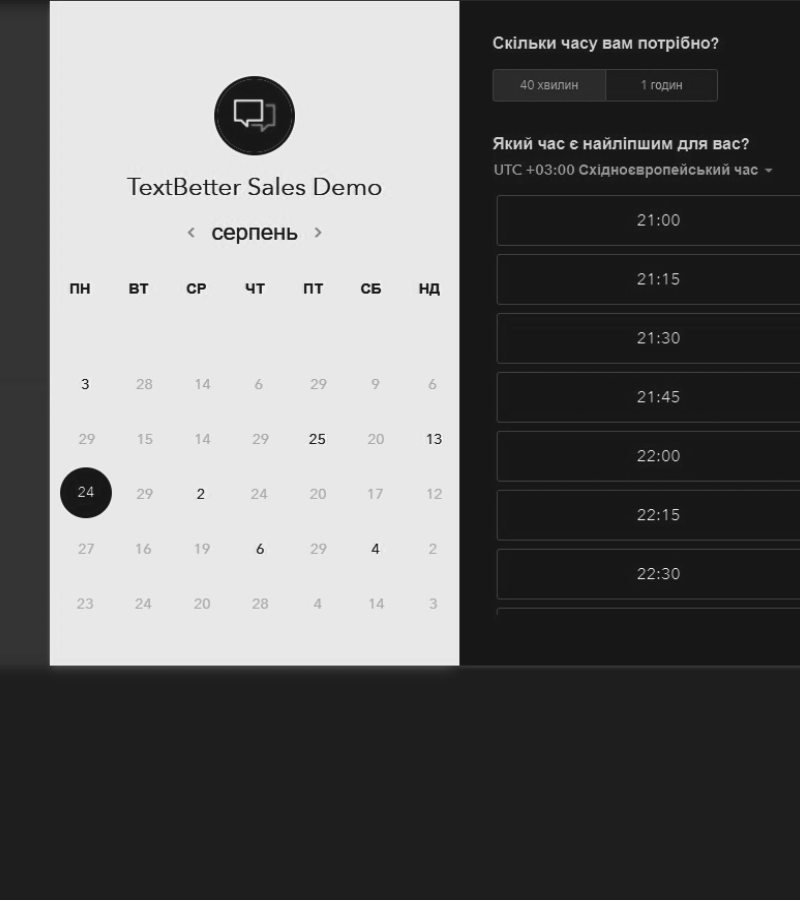 TextBetter Sales Demo
серпень
ПН ВТ СР ЧТ ПТ СБ НД
3 28 14 6 29 9 6
29 15 14 29 25 20 13
24 29 2 24 20 17 12
27 16 19 6 29 4 2
23 24 20 28 4 14 3
Скільки часу вам потрібно?
40 хвилин 1 годин
Який час є найліпшим для вас?
UTC +03:00 Східноєвропейський час
21:00
21:15
21:30
21:45
22:00
22:15
22:30